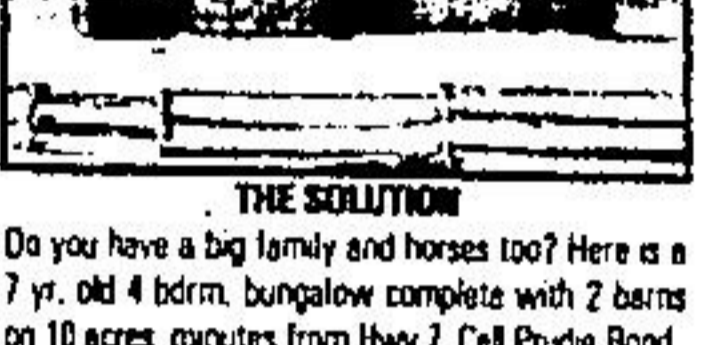 THE SOLUTION
Do you have a big family and horses too? Here is a
7 yr. old 4 bdrm. bungalow complete with 2 barns
on 10 acres, minutes from Hwy 7. Call